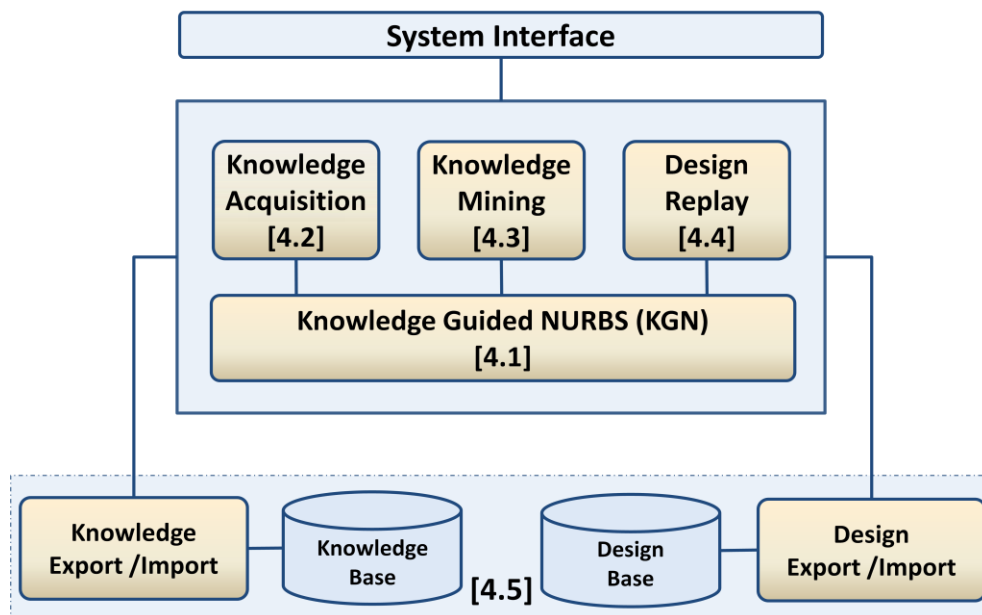 System Interface
Knowledge
Acquisition
[4.2]
Knowledge
Mining
[4.3]
Design
Replay
[4.4]
Knowledge Guided NURBS (KGN)
[4.1]
Knowledge
Export /Import
Knowledge
Base
[4.5]
Design
Base
Design
Export /Import